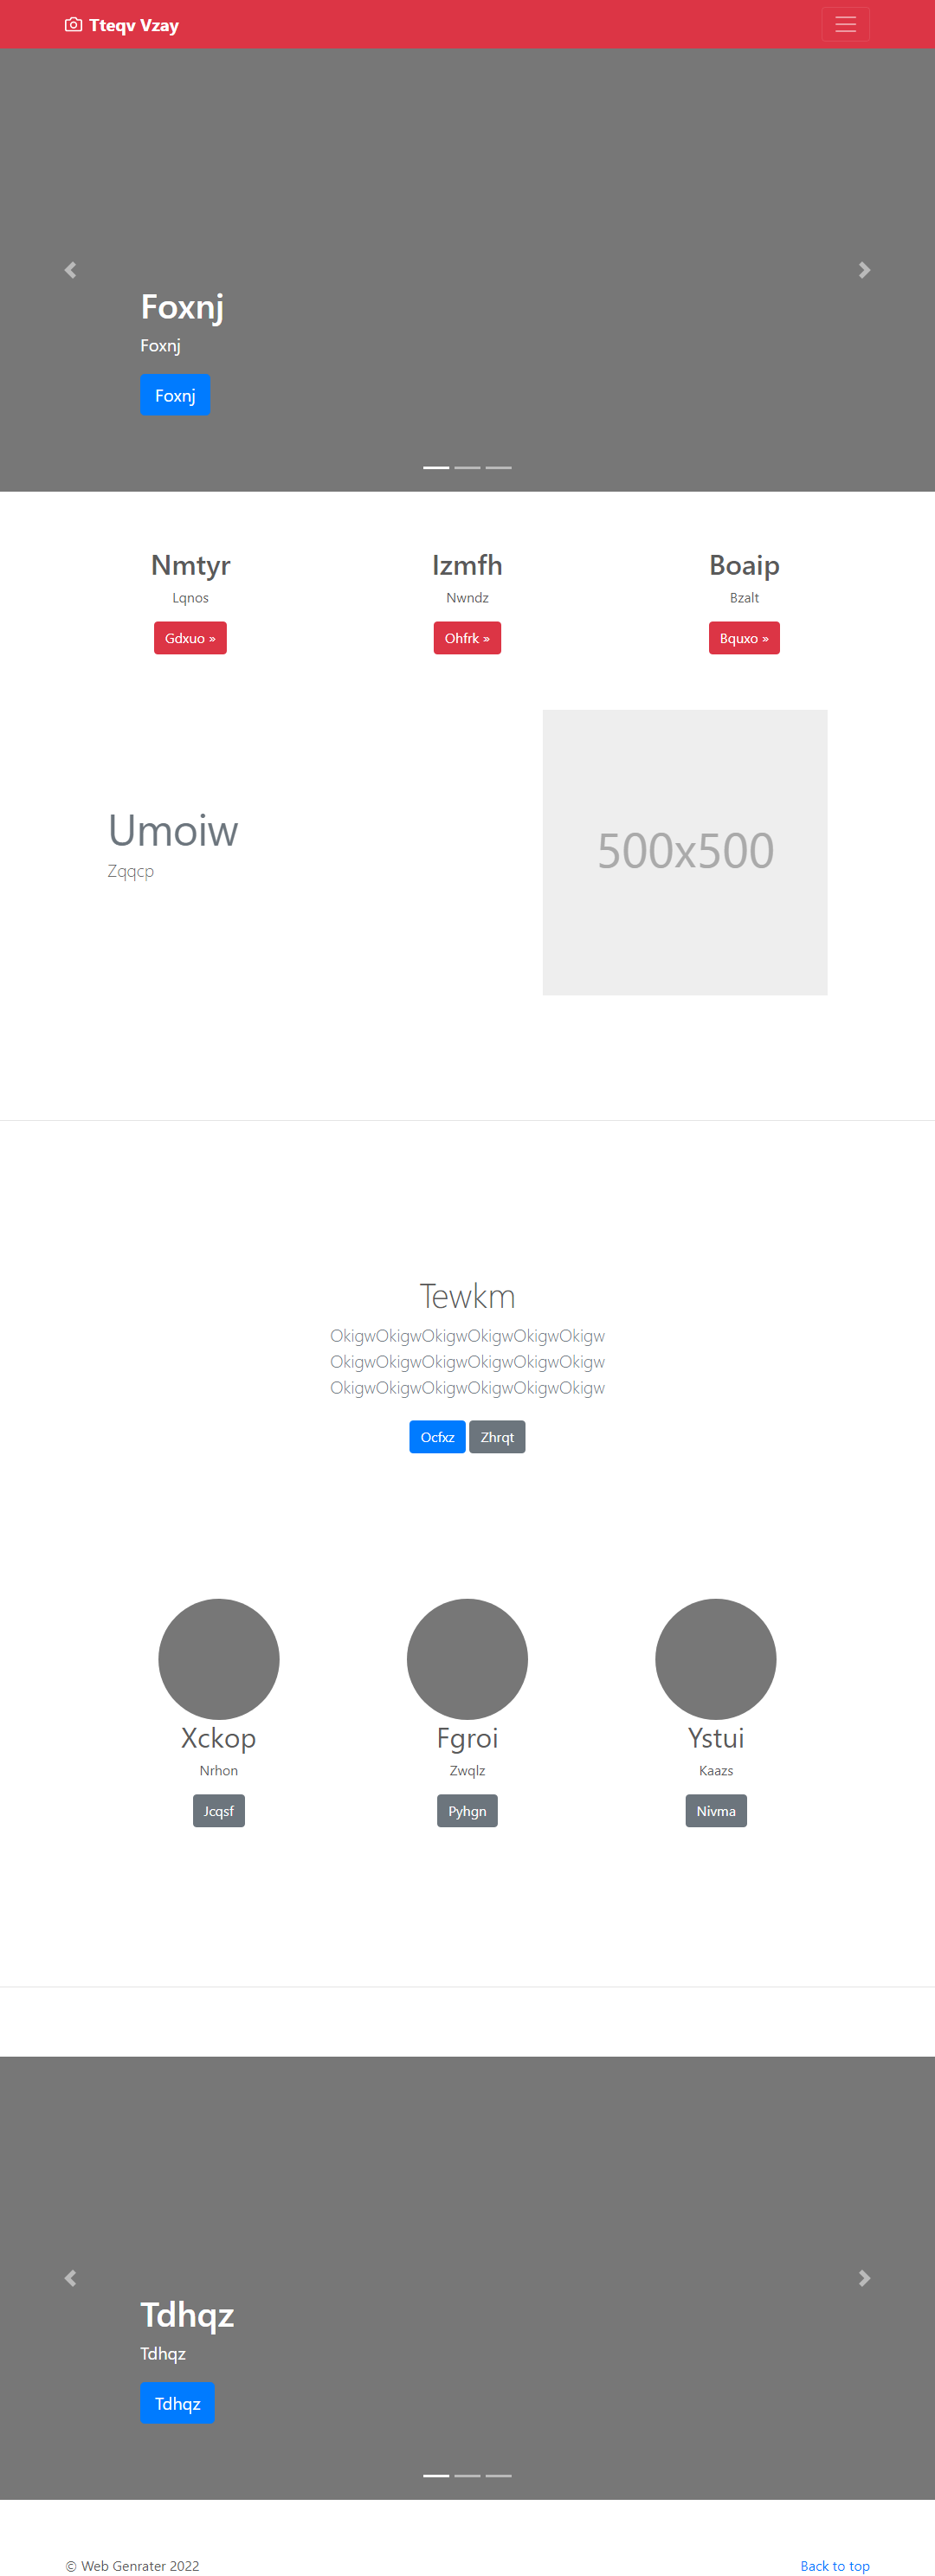 Tteqv Vzay
Foxnj
Foxnj
Foxnj
Nmtyr
Lqnos
Gdxuo »
Izmfh
Nwndz
Ohfrk »
Boaip
Bzalt
Bquxo »
Umoiw
Zqqcp
500x500
Tewkm
OkigwOkigwOkigwOkigwOkigwOkigw
OkigwOkigwOkigwOkigwOkigwOkigw
OkigwOkigwOkigwOkigwOkigwOkigw
Ocfxz Zhrqt
Xckop
Nrhon
Jcqsf
Fgroi
Zwqlz
Pyhgn
Ystui
Kaazs
Nivma
Tdhqz
Tdhqz
Tdhqz
© Web Genrater 2022
Back to top